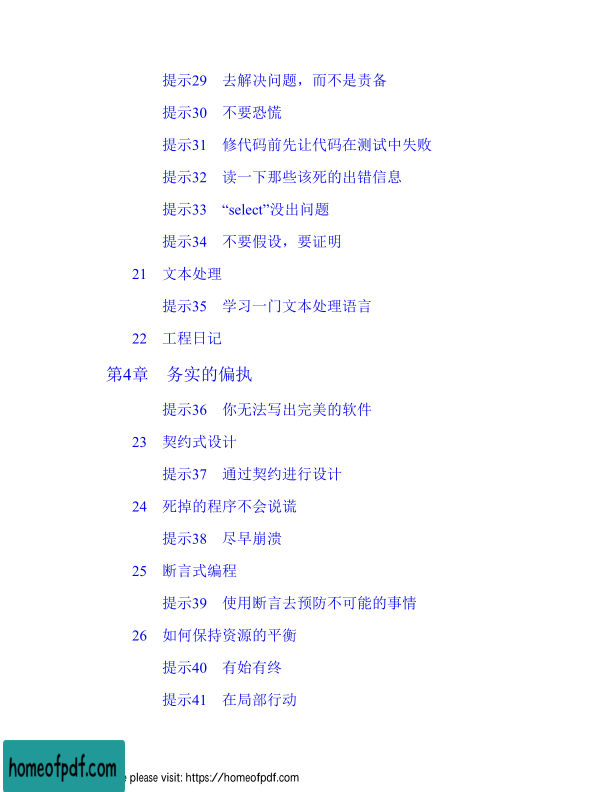 提示29 去解决问题，而不是责备
提示30 不要恐慌
提示31 修代码前先让代码在测试中失败
提示32 读一下那些该死的出错信息
提示33 “select”没出问题
提示34 不要假设，要证明
21 文本处理
提示35 学习一门文本处理语言
22 工程日记
第4章 务实的偏执
提示36 你无法写出完美的软件
23 契约式设计
提示37 通过契约进行设计
24 死掉的程序不会说谎
提示38 尽早崩溃
25 断言式编程
提示39 使用断言去预防不可能的事情
26 如何保持资源的平衡
提示40 有始有终
提示41 在局部行动
homeofpdf.com
please visit: https://homeofpdf.com